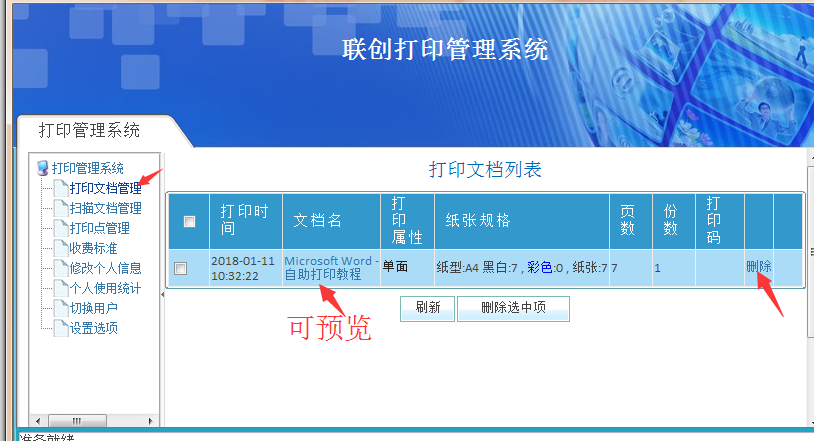 联创打印管理系统
打印管理系统
打印管理系统
打印文档管理
扫描文档管理
打印点管理
收费标准
修改个人信息
个人使用统计
切换用户
设置选项
打印文档列表
打印时
间
文档名
打
印
属性
纸张规格
页
数
份
数
打
印
码
2018-01-11
10:32:22
Microsoft Word -
自助打印教程
单面
纸型:A4 黑白:7 , 彩色:0 , 纸张:7
7
1
删除
刷新
删除选中项
可预览
准备就绪